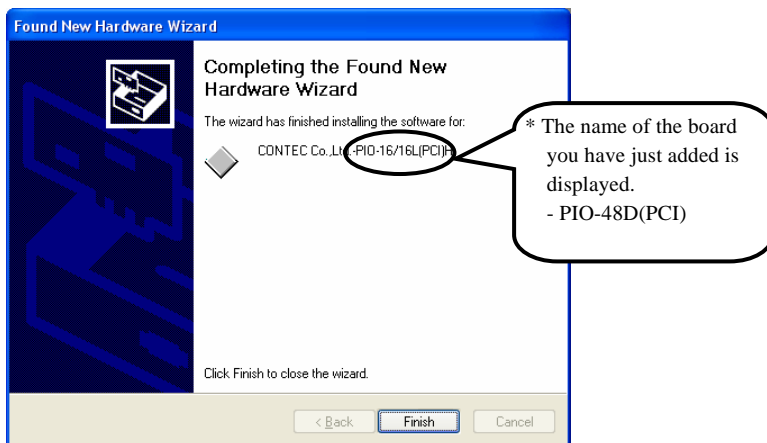 Found New Hardware Wizard
Completing the Found New
Hardware Wizard
The wizard has finished installing the software for:
CONTEC Co.,Ltd.-PIO-16/16L(PCI)H
Click Finish to close the wizard.
< Back
Finish
Cancel
* The name of the board
you have just added is
displayed.
- PIO-48D(PCI)